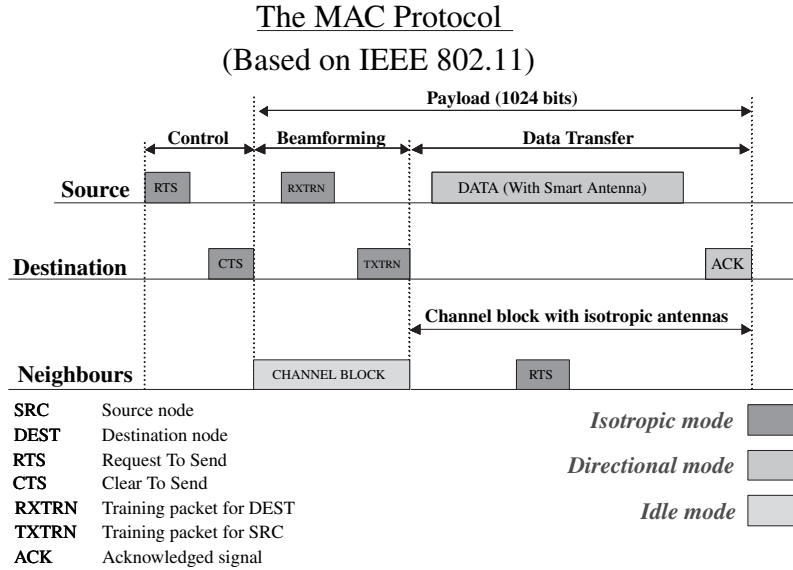 The MAC Protocol
(Based on IEEE 802.11)
Payload (1024 bits)
Control Beamforming Data Transfer
Source RTS RXTRN DATA (With Smart Antenna)
Destination CTS TXTRN ACK
Channel block with isotropic antennas
Neighbours CHANNEL BLOCK RTS
SRC Source node
DEST Destination node
RTS Request To Send
CTS Clear To Send
RXTRN Training packet for DEST
TXTRN Training packet for SRC
ACK Acknowledged signal
Isotropic mode
Directional mode
Idle mode